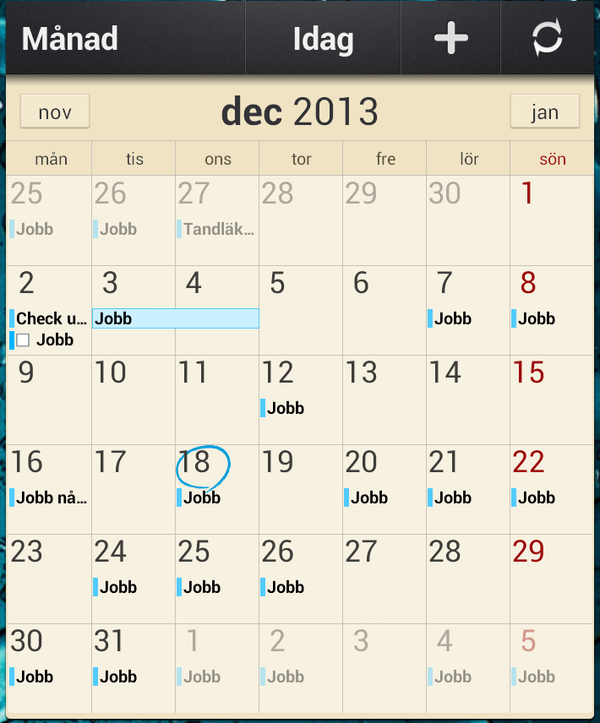 Månad Idag
nov dec 2013 jan
mån tis ons tor fre lör sön
25 26 27 28 29 30 1
Jobb Jobb Tandläk...
2 3 4 5 6 7 8
Check u... Jobb Jobb Jobb
Jobb
9 10 11 12 13 14 15
Jobb
16 17 18 19 20 21 22
Jobb nå... Jobb Jobb Jobb Jobb
23 24 25 26 27 28 29
Jobb Jobb Jobb
30 31 1 2 3 4 5
Jobb Jobb Jobb Jobb Jobb Jobb